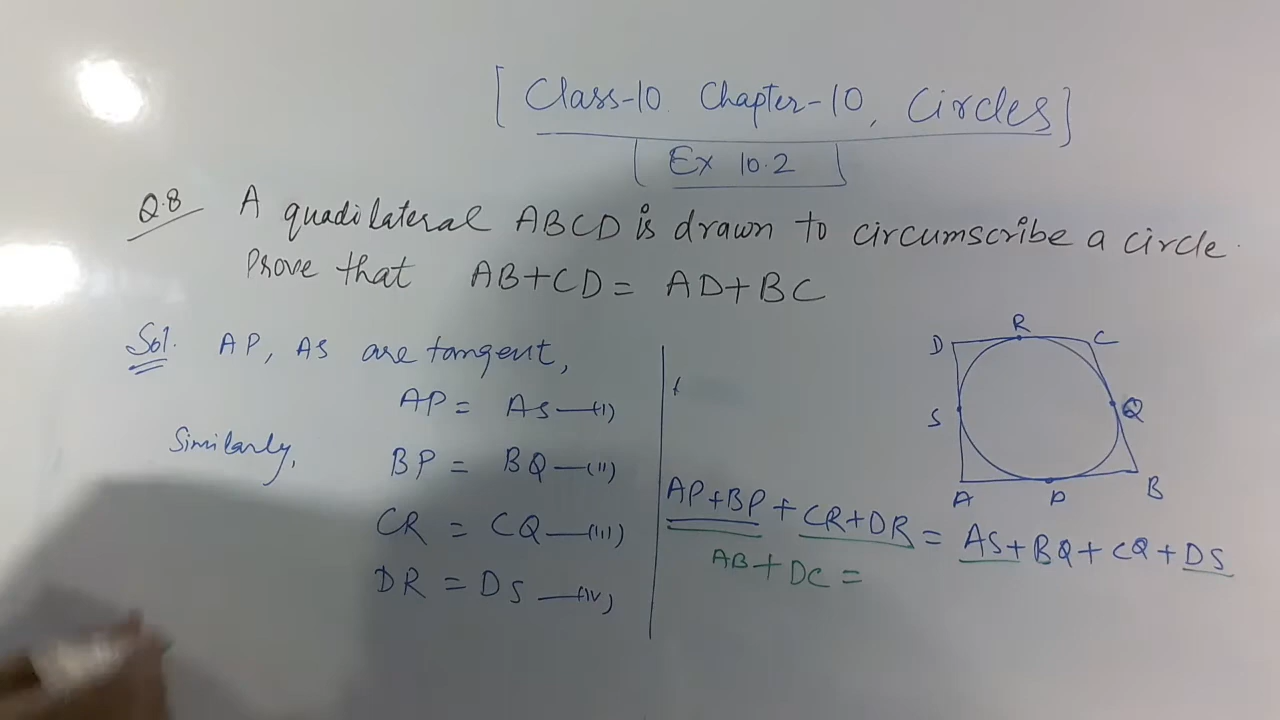 [Class-10. Chapter-10, Circles]
[Ex 10.2]
Q.8 A quadilateral ABCD is drawn to circumscribe a circle.
Prove that AB+CD= AD+BC
Sol. AP, AS are tangent,
AP = AS —(i)
Similarly, BP = BQ —(ii)
CR = CQ —(iii)
DR = DS —(iv)
D R C
S Q
A P B
AP+BP + CR+DR = AS+BQ+CQ+DS
AB+DC =